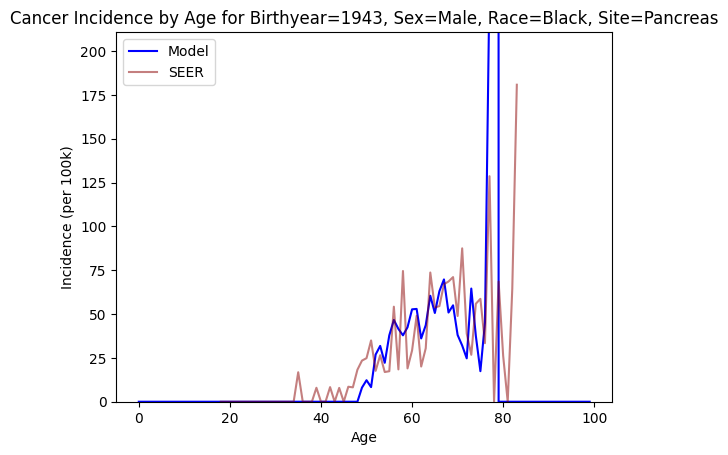 Cancer Incidence by Age for Birthyear=1943, Sex=Male, Race=Black, Site=Pancreas
Model
SEER
Incidence (per 100k)
200
175
150
125
100
75
50
25
0
0 20 40 60 80 100
Age